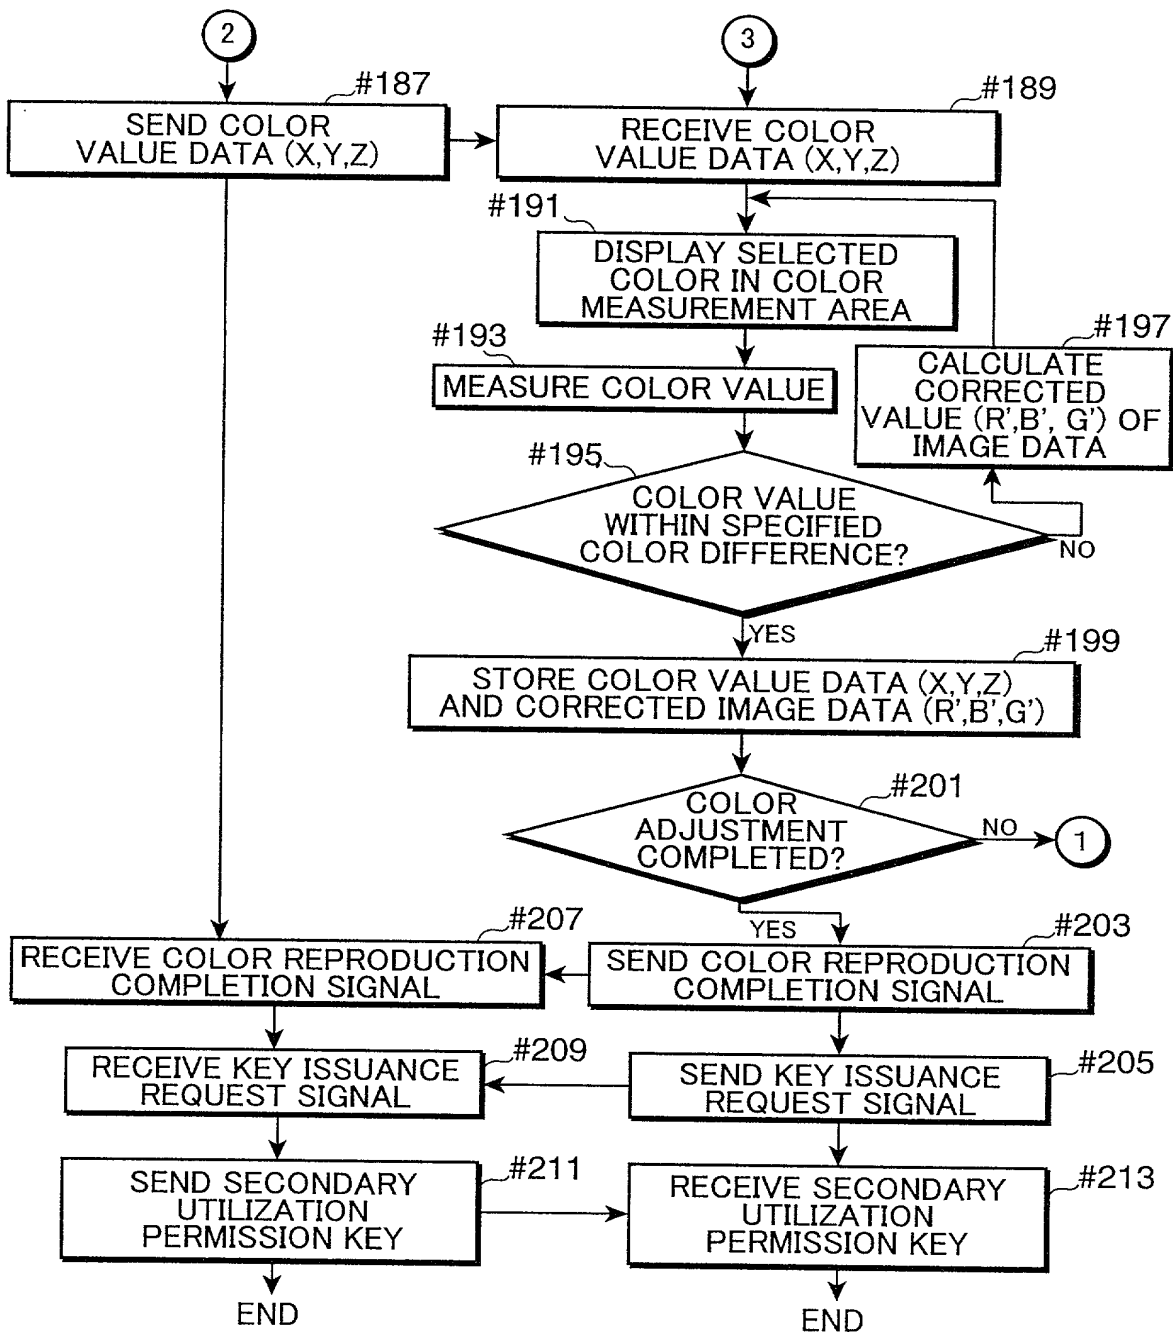 2
3
#187
SEND COLOR
VALUE DATA (X,Y,Z)
#189
RECEIVE COLOR
VALUE DATA (X,Y,Z)
#191
DISPLAY SELECTED
COLOR IN COLOR
MEASUREMENT AREA
#193
MEASURE COLOR VALUE
#197
CALCULATE
CORRECTED
VALUE (R',B', G') OF
IMAGE DATA
#195
COLOR VALUE
WITHIN SPECIFIED
COLOR DIFFERENCE?
NO
YES
#199
STORE COLOR VALUE DATA (X,Y,Z)
AND CORRECTED IMAGE DATA (R',B',G')
#201
COLOR
ADJUSTMENT
COMPLETED?
NO
1
YES
#207
RECEIVE COLOR REPRODUCTION
COMPLETION SIGNAL
#203
SEND COLOR REPRODUCTION
COMPLETION SIGNAL
#209
RECEIVE KEY ISSUANCE
REQUEST SIGNAL
#205
SEND KEY ISSUANCE
REQUEST SIGNAL
#211
SEND SECONDARY
UTILIZATION
PERMISSION KEY
#213
RECEIVE SECONDARY
UTILIZATION
PERMISSION KEY
END
END